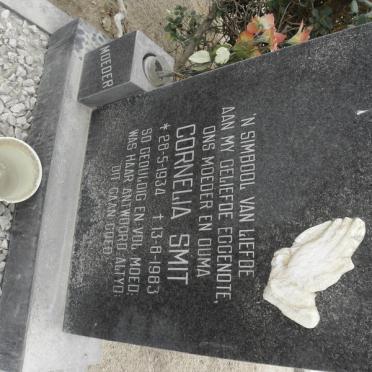 MOEDER
'N SIMBOOL VAN LIEFDE
AAN MY GELIEFDE EGGENOTE,
ONS MOEDER EN OUMA
CORNELIA SMIT
* 28-5-1934 † 13-8-1983
SO GEDULDIG EN VOL MOED,
WAS HAAR ANTWOORD ALTYD,
"DIT GAAN GOED."